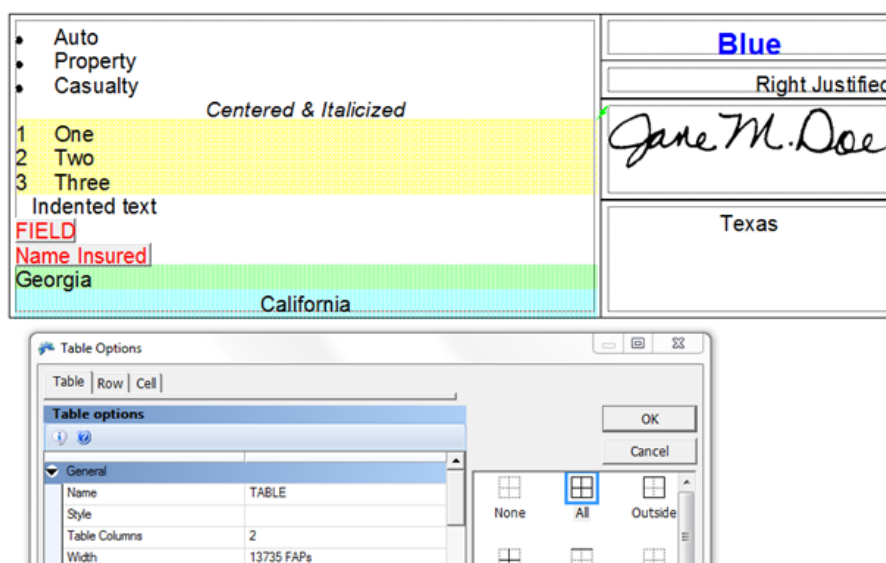 Auto
Property
Casualty
Centered & Italicized
1 One
2 Two
3 Three
Indented text
FIELD
Name Insured
Georgia
California
Blue
Right Justified
Jane M. Doe
Texas
Table Options
Table Row Cell
Table options
OK
Cancel
General
Name TABLE
Style
Table Columns 2
Width 13735 FAPs
None All Outside